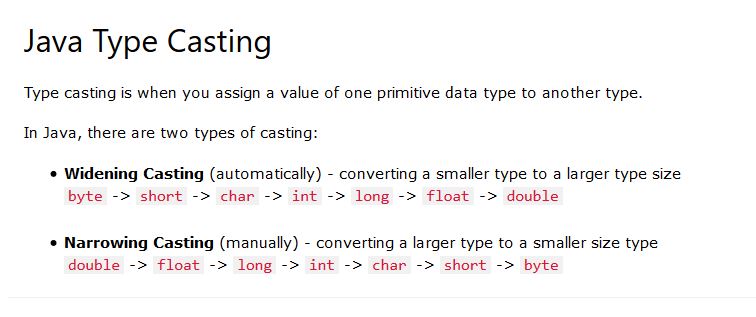 Java Type Casting
Type casting is when you assign a value of one primitive data type to another type.
In Java, there are two types of casting:
• Widening Casting (automatically) - converting a smaller type to a larger type size
byte -> short -> char -> int -> long -> float -> double
• Narrowing Casting (manually) - converting a larger type to a smaller size type
double -> float -> long -> int -> char -> short -> byte